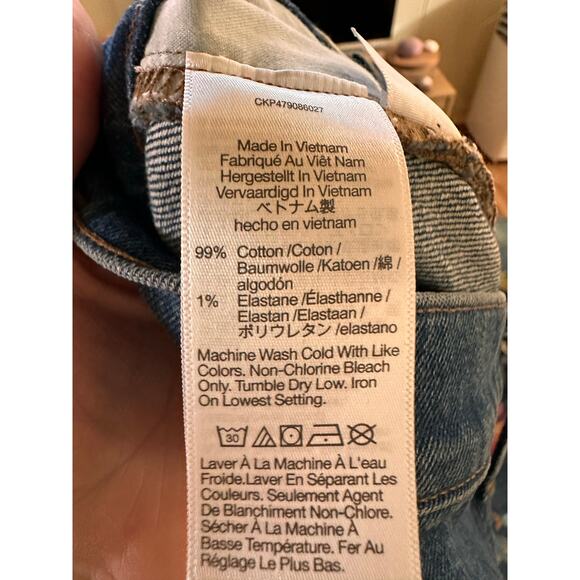 CKP479086027
Made In Vietnam
Fabriqué Au Viêt Nam
Hergestellt In Vietnam
Vervaardigd In Vietnam
ベトナム製
hecho en vietnam
99% Cotton /Coton /
Baumwolle /Katoen /綿 /
algodón
1% Elastane /Élasthanne /
Elastan /Elastaan /
ポリウレタン /elastano
Machine Wash Cold With Like
Colors. Non-Chlorine Bleach
Only. Tumble Dry Low. Iron
On Lowest Setting.
30
Laver À La Machine À L'eau
Froide.Laver En Séparant Les
Couleurs. Seulement Agent
De Blanchiment Non-Chlore.
Sécher À La Machine À
Basse Température. Fer Au
Réglage Le Plus Bas.